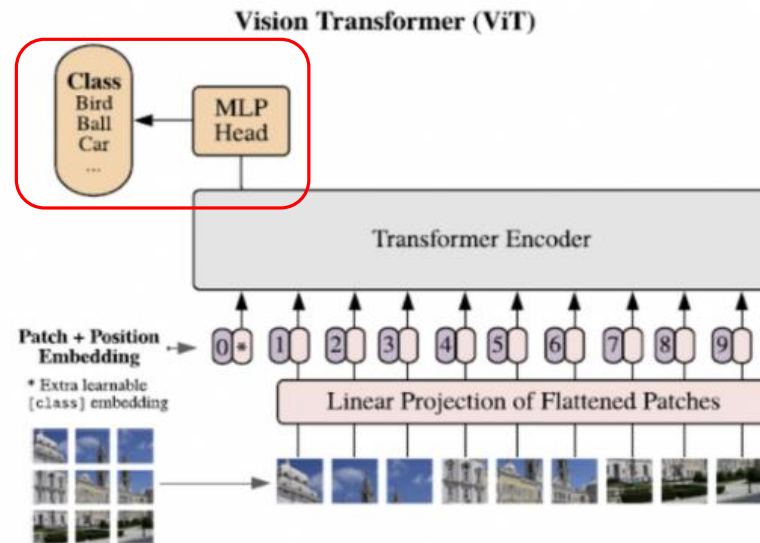 Vision Transformer (ViT)
Class
Bird
Ball
Car
...
MLP
Head
Transformer Encoder
Patch + Position
Embedding
0 * 1 2 3 4 5 6 7 8 9
* Extra learnable
[class] embedding
Linear Projection of Flattened Patches